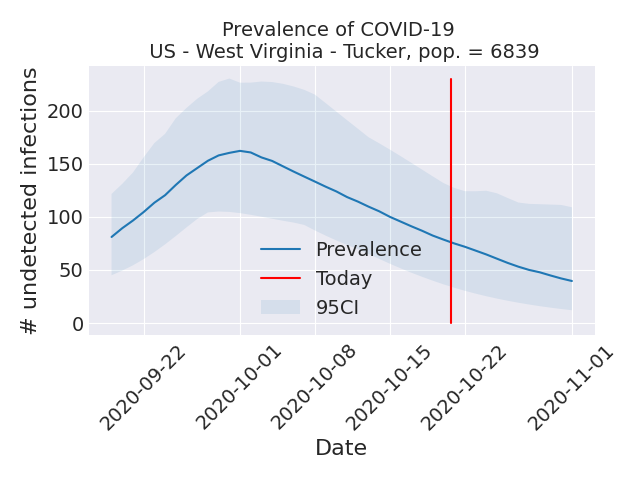 Prevalence of COVID-19
US - West Virginia - Tucker, pop. = 6839
# undetected infections
200
150
100
50
0
Prevalence
Today
95CI
2020-09-22
2020-10-01
2020-10-08
2020-10-15
2020-10-22
2020-11-01
Date